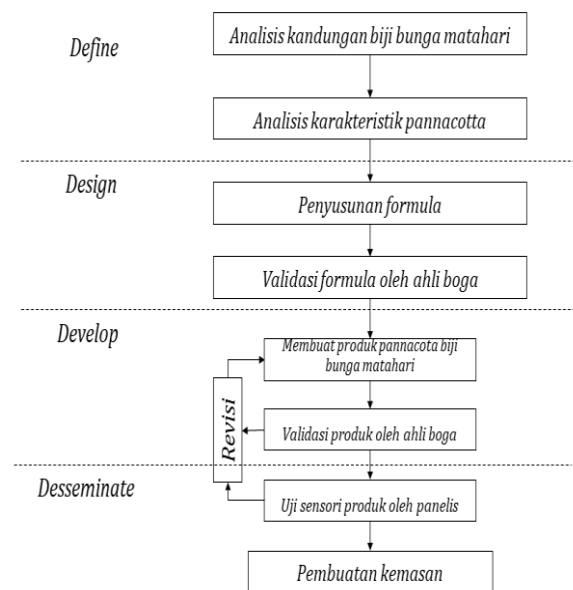 Define
Analisis kandungan biji bunga matahari
Analisis karakteristik pannacotta
Design
Penyusunan formula
Validasi formula oleh ahli boga
Develop
Membuat produk pannacota biji
bunga matahari
Revisi
Validasi produk oleh ahli boga
Desseminate
Uji sensori produk oleh panelis
Pembuatan kemasan